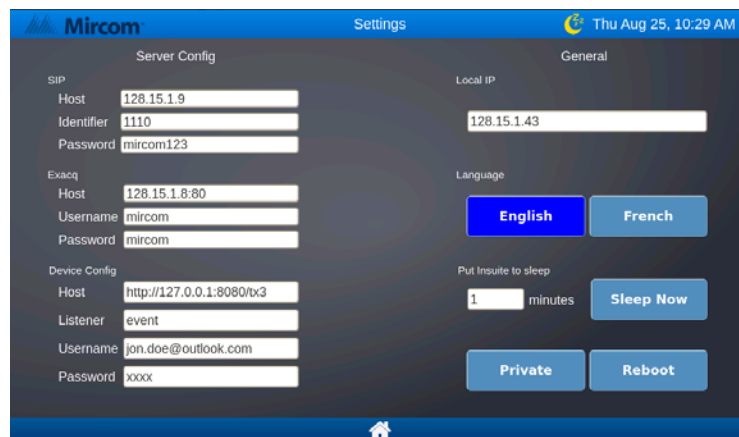 Mircom Settings Thu Aug 25, 10:29 AM
Server Config
SIP
Host 128.15.1.9
Identifier 1110
Password mircom123
Exacq
Host 128.15.1.8:80
Username mircom
Password mircom
Device Config
Host http://127.0.0.1:8080/tx3
Listener event
Username jon.doe@outlook.com
Password xxxx
General
Local IP
128.15.1.43
Language
English French
Put Insuite to sleep
1 minutes Sleep Now
Private Reboot